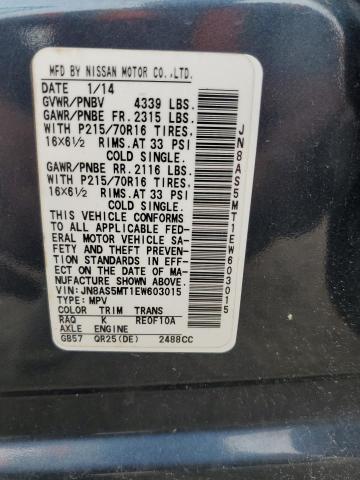 MFD BY NISSAN MOTOR CO.,LTD.
DATE 1/14
GVWR/PNBV 4339 LBS.
GAWR/PNBE FR. 2315 LBS.
WITH P215/70R16 TIRES.
16X6½ RIMS. AT 33 PSI
COLD SINGLE.
GAWR/PNBE RR. 2116 LBS.
WITH P215/70R16 TIRES.
16X6½ RIMS. AT 33 PSI
COLD SINGLE.
THIS VEHICLE CONFORMS
TO ALL APPLICABLE FED-
ERAL MOTOR VEHICLE SA-
FETY AND THEFT PREVEN-
TION STANDARDS IN EFF-
ECT ON THE DATE OF MA-
NUFACTURE SHOWN ABOVE.
VIN:JN8AS5MT1EW603015
TYPE: MPV
COLOR TRIM TRANS
RAQ K RE0F10A
AXLE ENGINE
GB57 QR25(DE) 2488CC
JN8AS5MT1EW603015